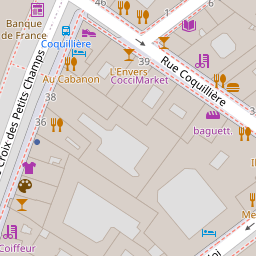 Banque
de France
Coquillière
39
L'Envers
CocciMarket
Au Cabanon
38
36
Rue Coquillière
40
baguett.
Croix des Petits Champs
Coiffeur